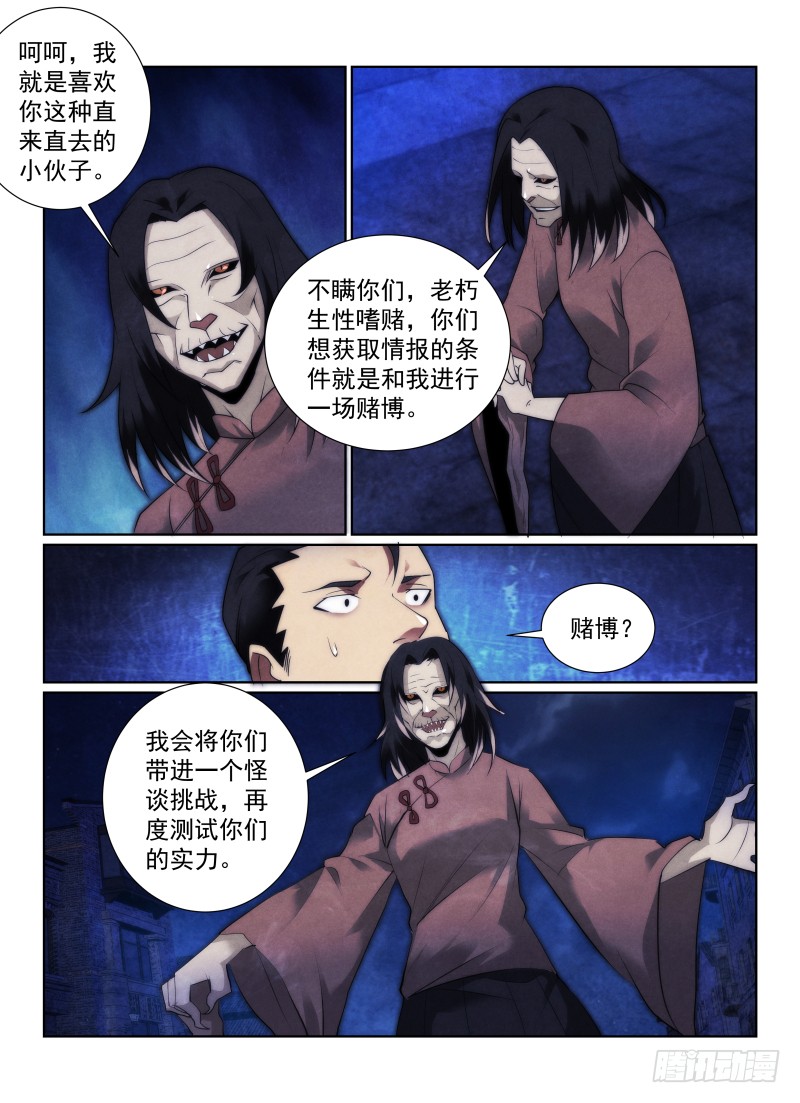 呵呵，我
就是喜欢
你这种直
来直去的
小伙子。
不瞒你们，老朽
生性嗜赌，你们
想获取情报的条
件就是和我进行
一场赌博。
赌博？
我会将你们
带进一个怪
谈挑战，再
度测试你们
的实力。
腾讯动漫